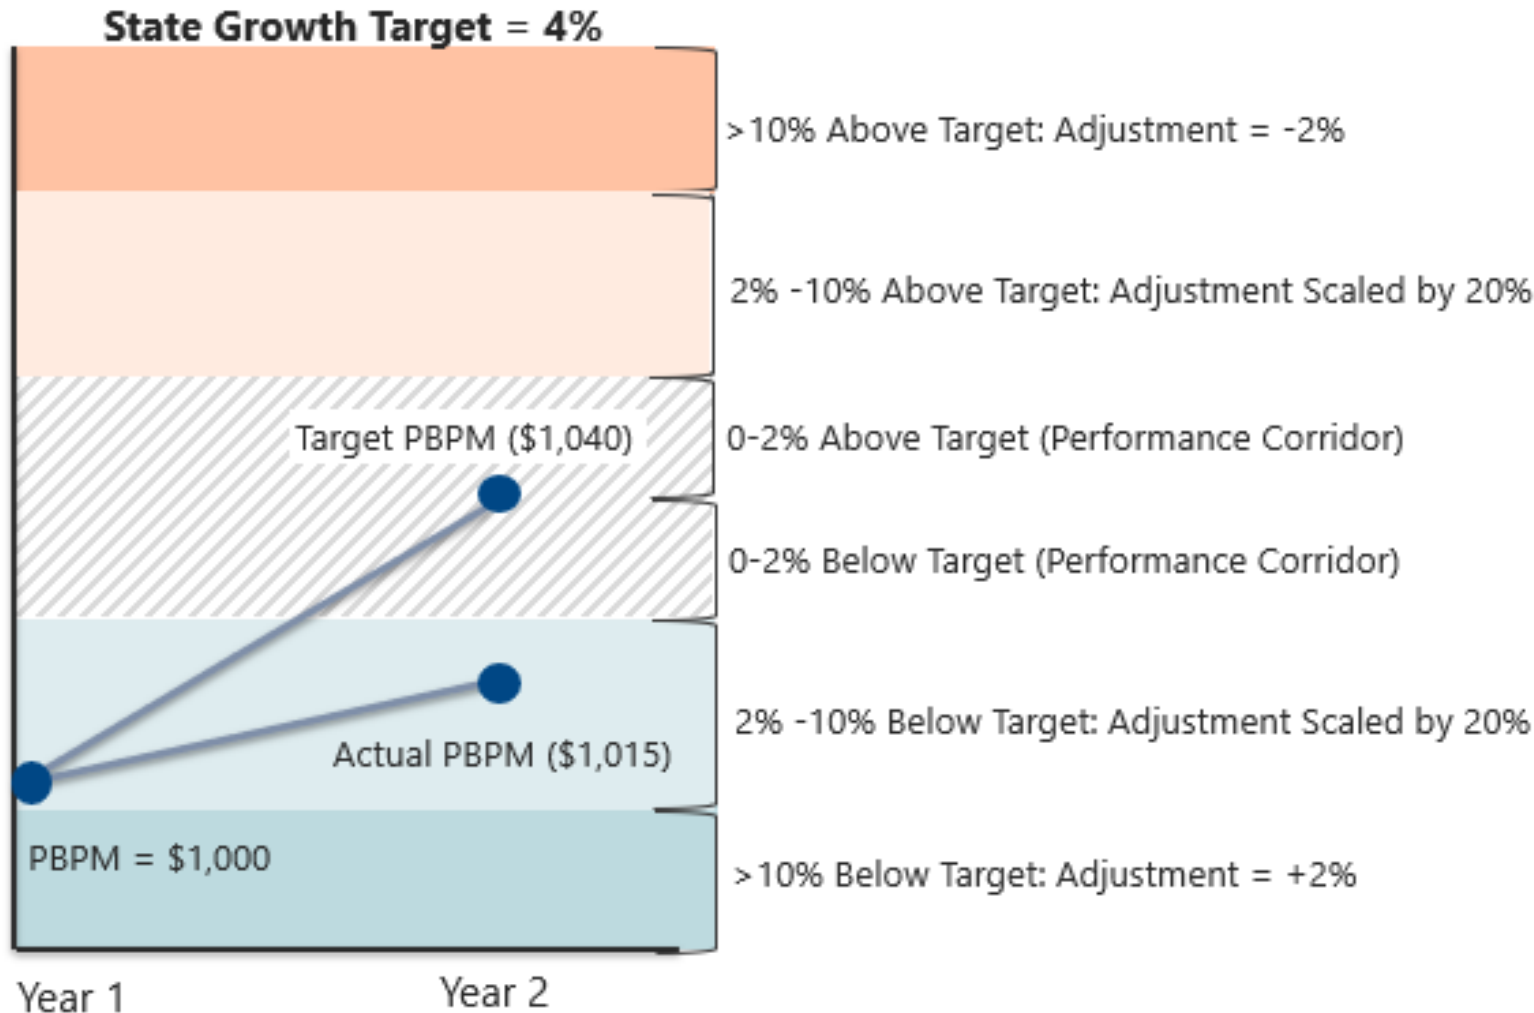 State Growth Target = 4%
>10% Above Target: Adjustment = -2%
2% -10% Above Target: Adjustment Scaled by 20%
Target PBPM ($1,040)
0-2% Above Target (Performance Corridor)
0-2% Below Target (Performance Corridor)
2% -10% Below Target: Adjustment Scaled by 20%
Actual PBPM ($1,015)
PBPM = $1,000
>10% Below Target: Adjustment = +2%
Year 1
Year 2